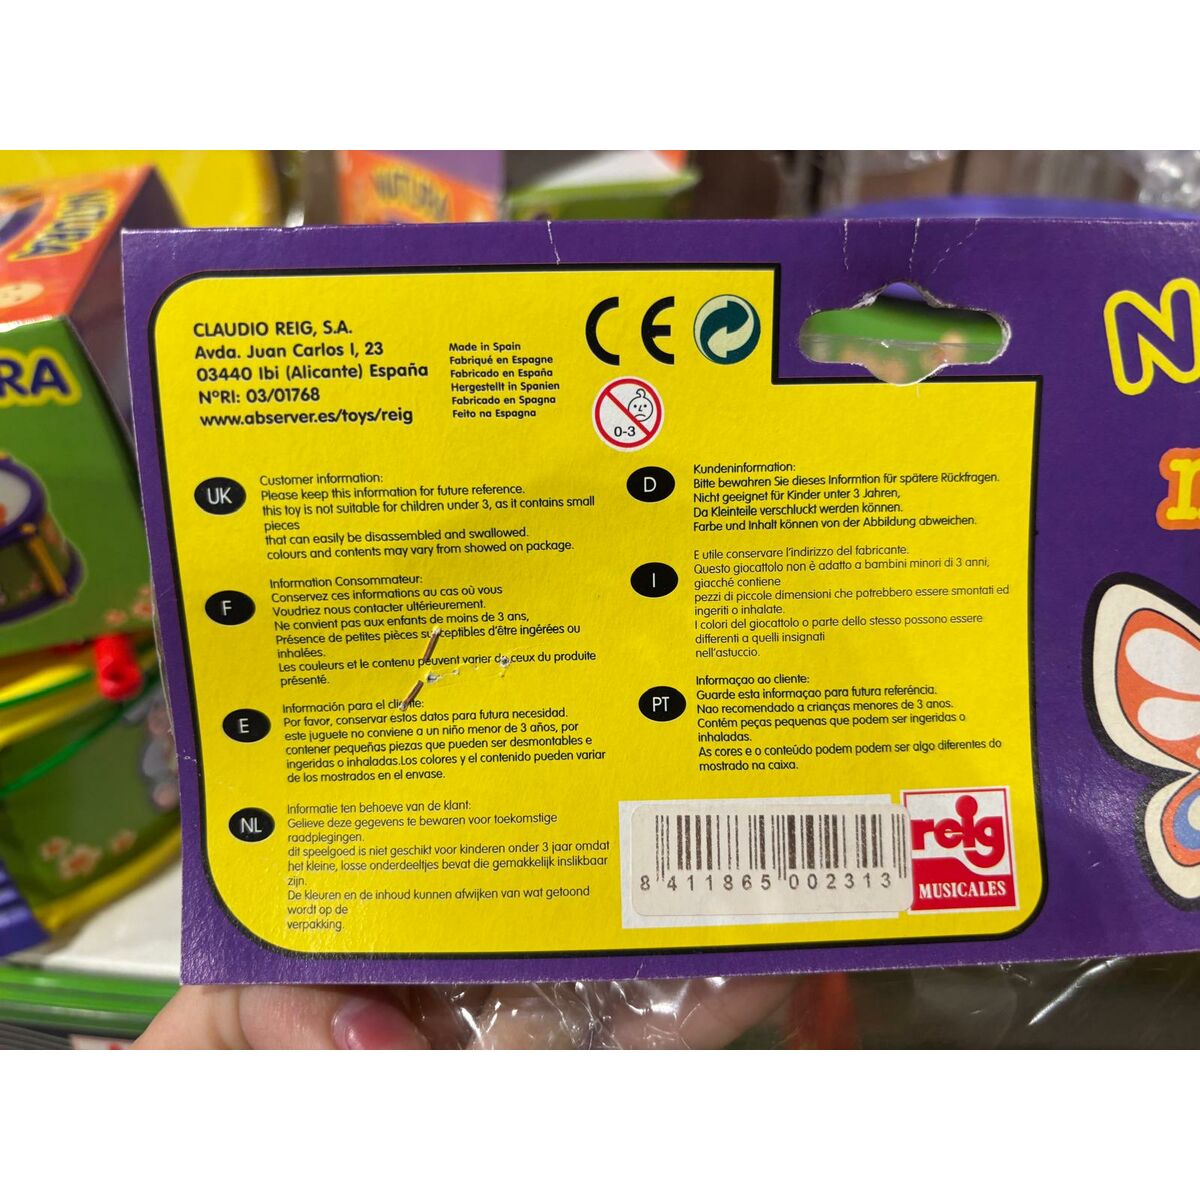 NUTURA
NATURA
URA
CLAUDIO REIG, S.A.
Avda. Juan Carlos I, 23
03440 Ibi (Alicante) España
NºRI: 03/01768
www.abserver.es/toys/reig
Made in Spain
Fabriqué en Espagne
Fabricado en España
Hergestellt in Spanien
Fabricado en Spagna
Feito na Espagna
CE
0-3
UK
Customer information:
Please keep this information for future reference.
this toy is not suitable for children under 3, as it contains small
pieces
that can easily be disassembled and swallowed.
colours and contents may vary from showed on package.
F
Information Consommateur:
Conservez ces informations au cas où vous
Voudriez nous contacter ultérieurement.
Ne convient pas aux enfants de moins de 3 ans,
Présence de petites pièces susceptibles d'être ingérées ou
inhalées.
Les couleurs et le contenu peuvent varier de ceux du produite
présenté.
E
Información para el cliente:
Por favor, conservar estos datos para futura necesidad.
este juguete no conviene a un niño menor de 3 años, por
contener pequeñas piezas que pueden ser desmontables e
ingeridas o inhaladas.Los colores y el contenido pueden variar
de los mostrados en el envase.
NL
Informatie ten behoeve van de klant:
Gelieve deze gegevens te bewaren voor toekomstige
raadplegingen.
dit speelgoed is niet geschikt voor kinderen onder 3 jaar omdat
het kleine, losse onderdeeltjes bevat die gemakkelijk inslikbaar
zijn.
De kleuren en de inhoud kunnen afwijken van wat getoond
wordt op de
verpakking.
D
Kundeninformation:
Bitte bewahren Sie dieses Informtion für spätere Rückfragen.
Nicht geeignet für Kinder unter 3 Jahren,
Da Kleinteile verschluckt werden können.
Farbe und Inhalt können von der Abbildung abweichen.
I
E utile conservare l'indirizzo del fabricante.
Questo giocattolo non è adatto a bambini minori di 3 anni,
giacché contiene
pezzi di piccole dimensioni che potrebbero essere smontati ed
ingeriti o inhalate.
I colori del giocattolo o parte dello stesso possono essere
differenti a quelli insignati
nell'astuccio.
PT
Informaçao ao cliente:
Guarde esta informaçao para futura referéncia.
Nao recomendado a crianças menores de 3 anos.
Contém peças pequenas que podem ser ingeridas o
inhaladas.
As cores e o conteúdo podem podem ser algo diferentes do
mostrado na caixa.
8 411865 002313
reig
MUSICALES
N